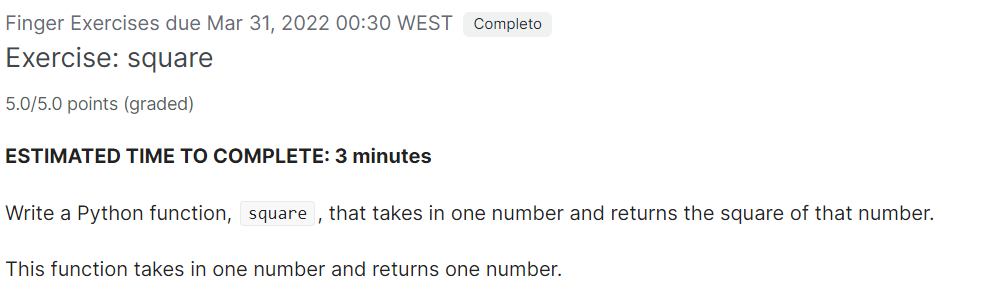 Finger Exercises due Mar 31, 2022 00:30 WEST Completo
Exercise: square
5.0/5.0 points (graded)
ESTIMATED TIME TO COMPLETE: 3 minutes
Write a Python function, square, that takes in one number and returns the square of that number.
This function takes in one number and returns one number.